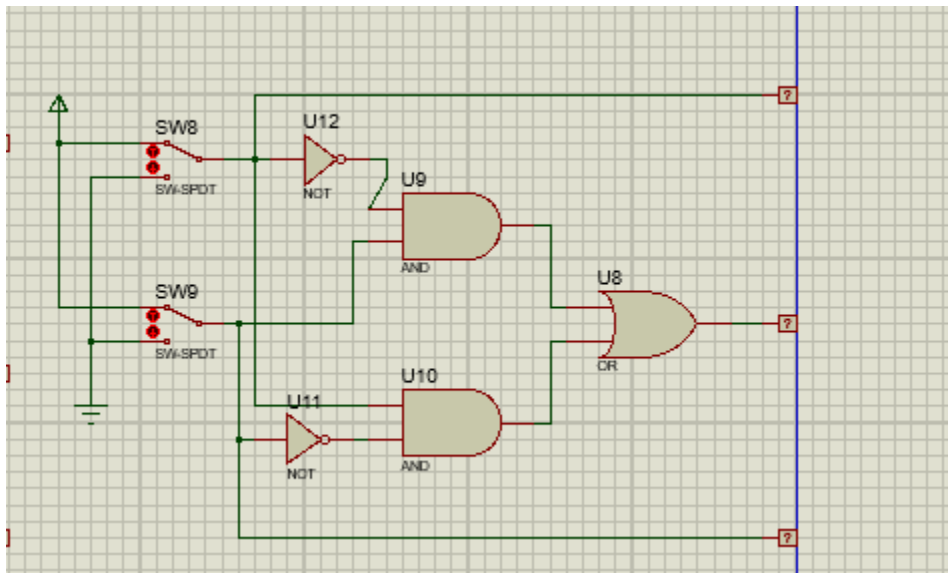 ?
SW8
U12
SW-SPDT
NOT
U9
AND
SW9
U8
?
SW-SPDT
OR
U10
U11
AND
NOT
?